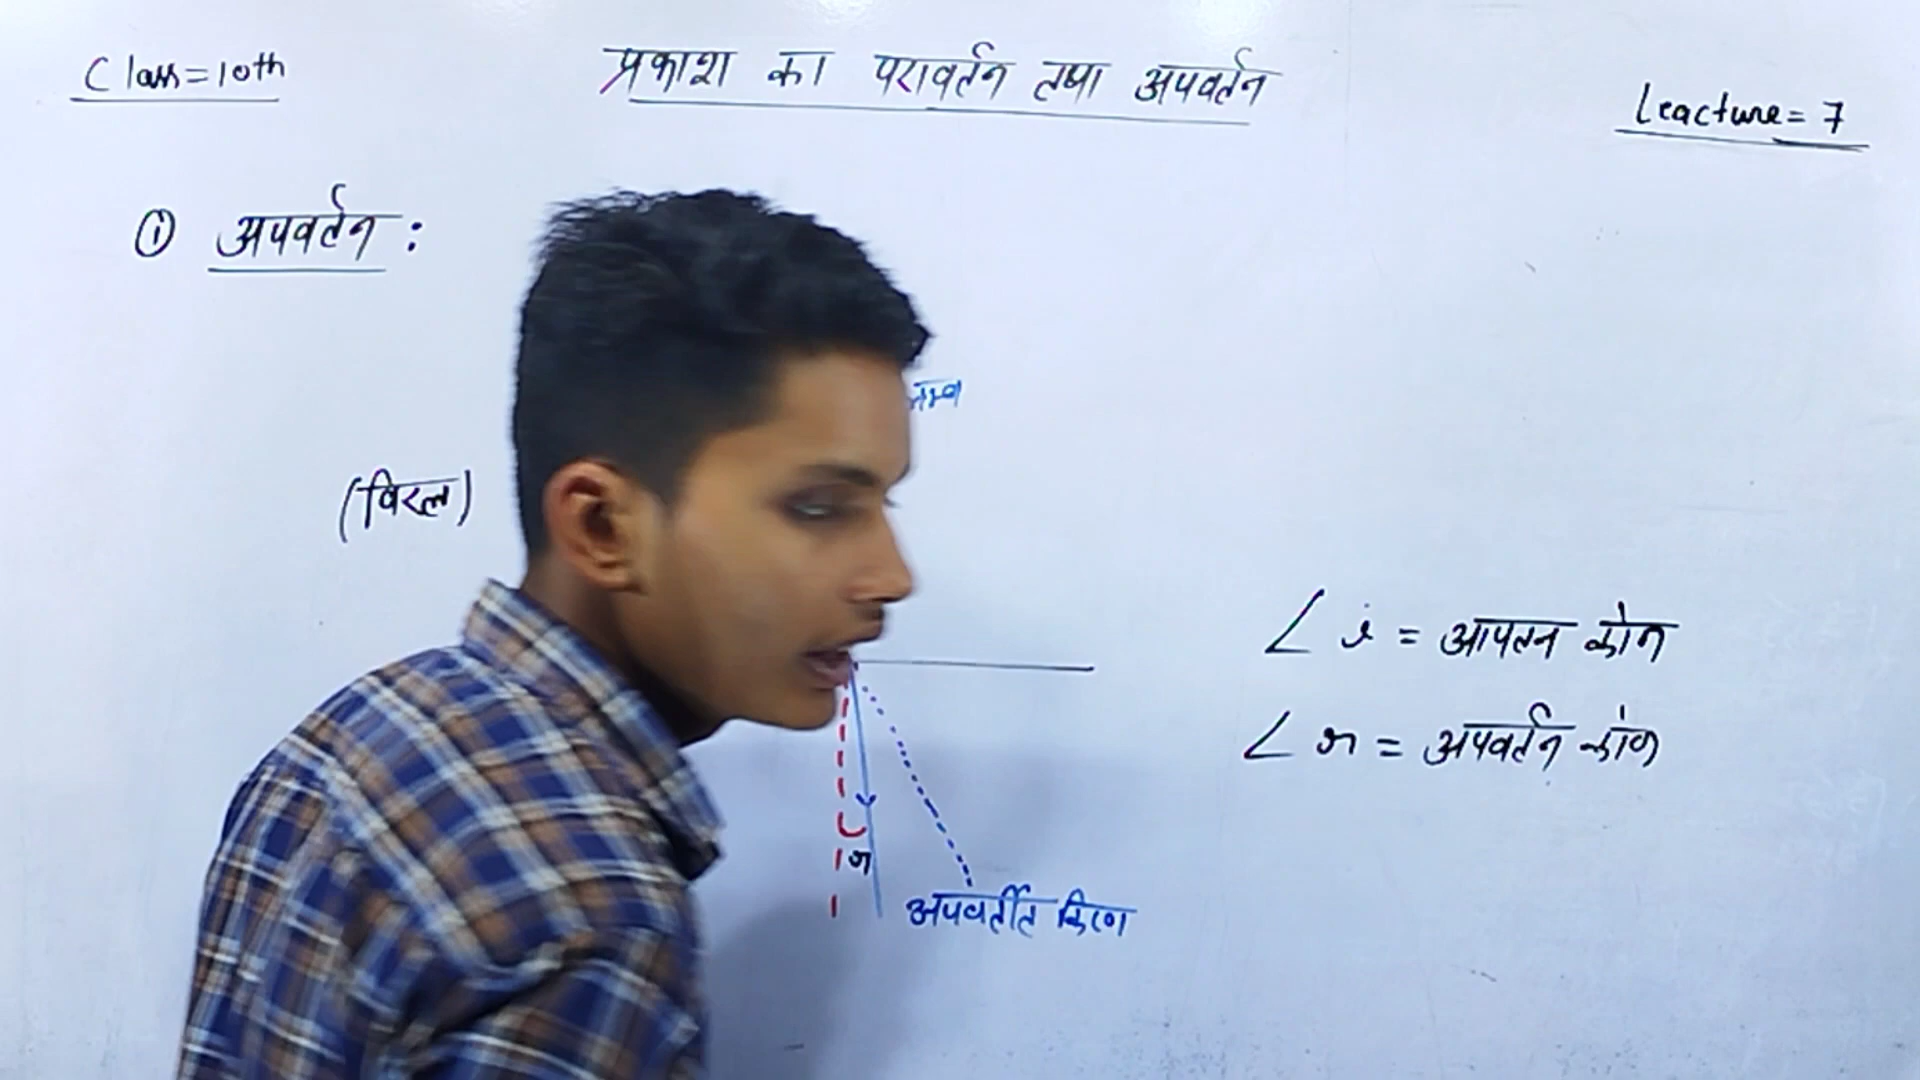 Class=10th
प्रकाश का परावर्तन तथा अपवर्तन
Leacture= 7
① अपवर्तन :
(विरल)
∠ i = आपतन कोन
∠ r = अपवर्तन कोण
r
अपवर्तीत किरण